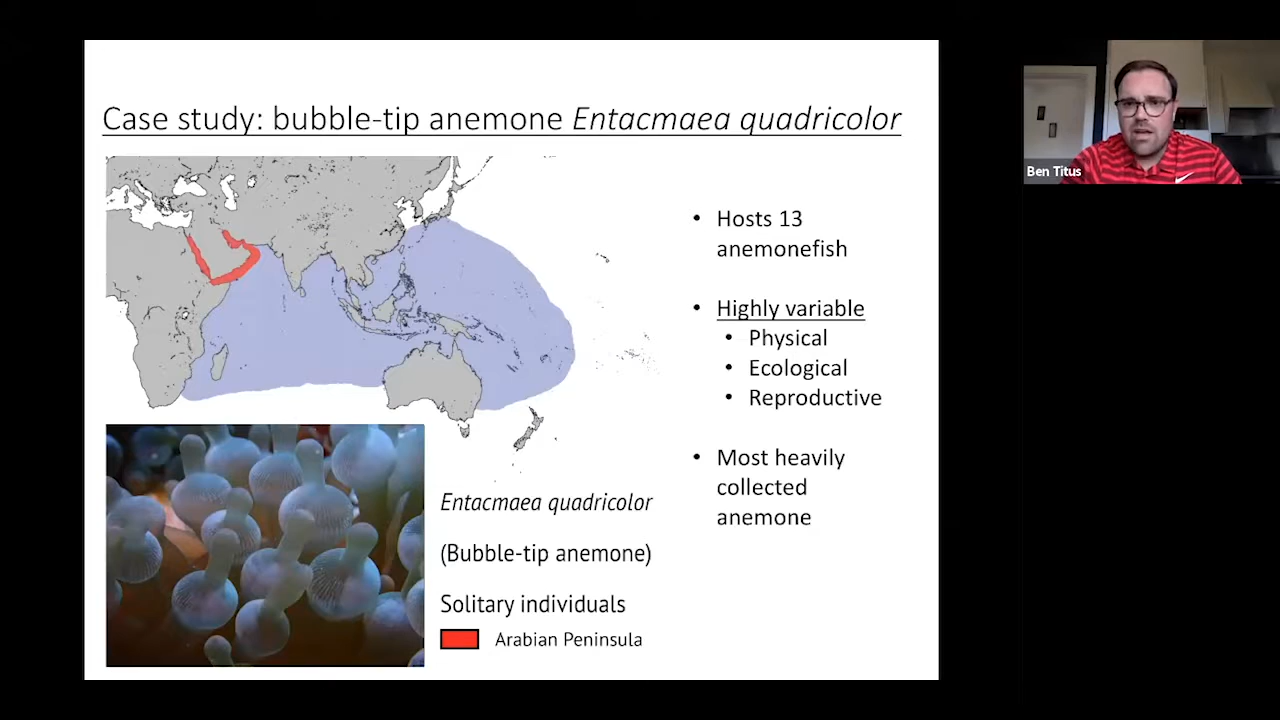 Case study: bubble-tip anemone Entacmaea quadricolor
Ben Titus
• Hosts 13
anemonefish
• Highly variable
• Physical
• Ecological
• Reproductive
• Most heavily
collected
anemone
Entacmaea quadricolor
(Bubble-tip anemone)
Solitary individuals
Arabian Peninsula